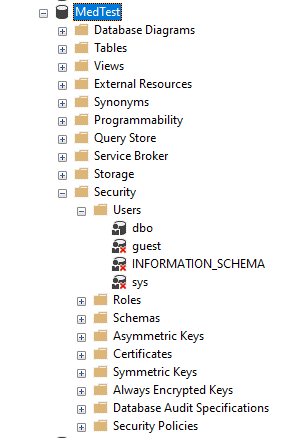 MedTest
Database Diagrams
Tables
Views
External Resources
Synonyms
Programmability
Query Store
Service Broker
Storage
Security
Users
dbo
guest
INFORMATION_SCHEMA
sys
Roles
Schemas
Asymmetric Keys
Certificates
Symmetric Keys
Always Encrypted Keys
Database Audit Specifications
Security Policies